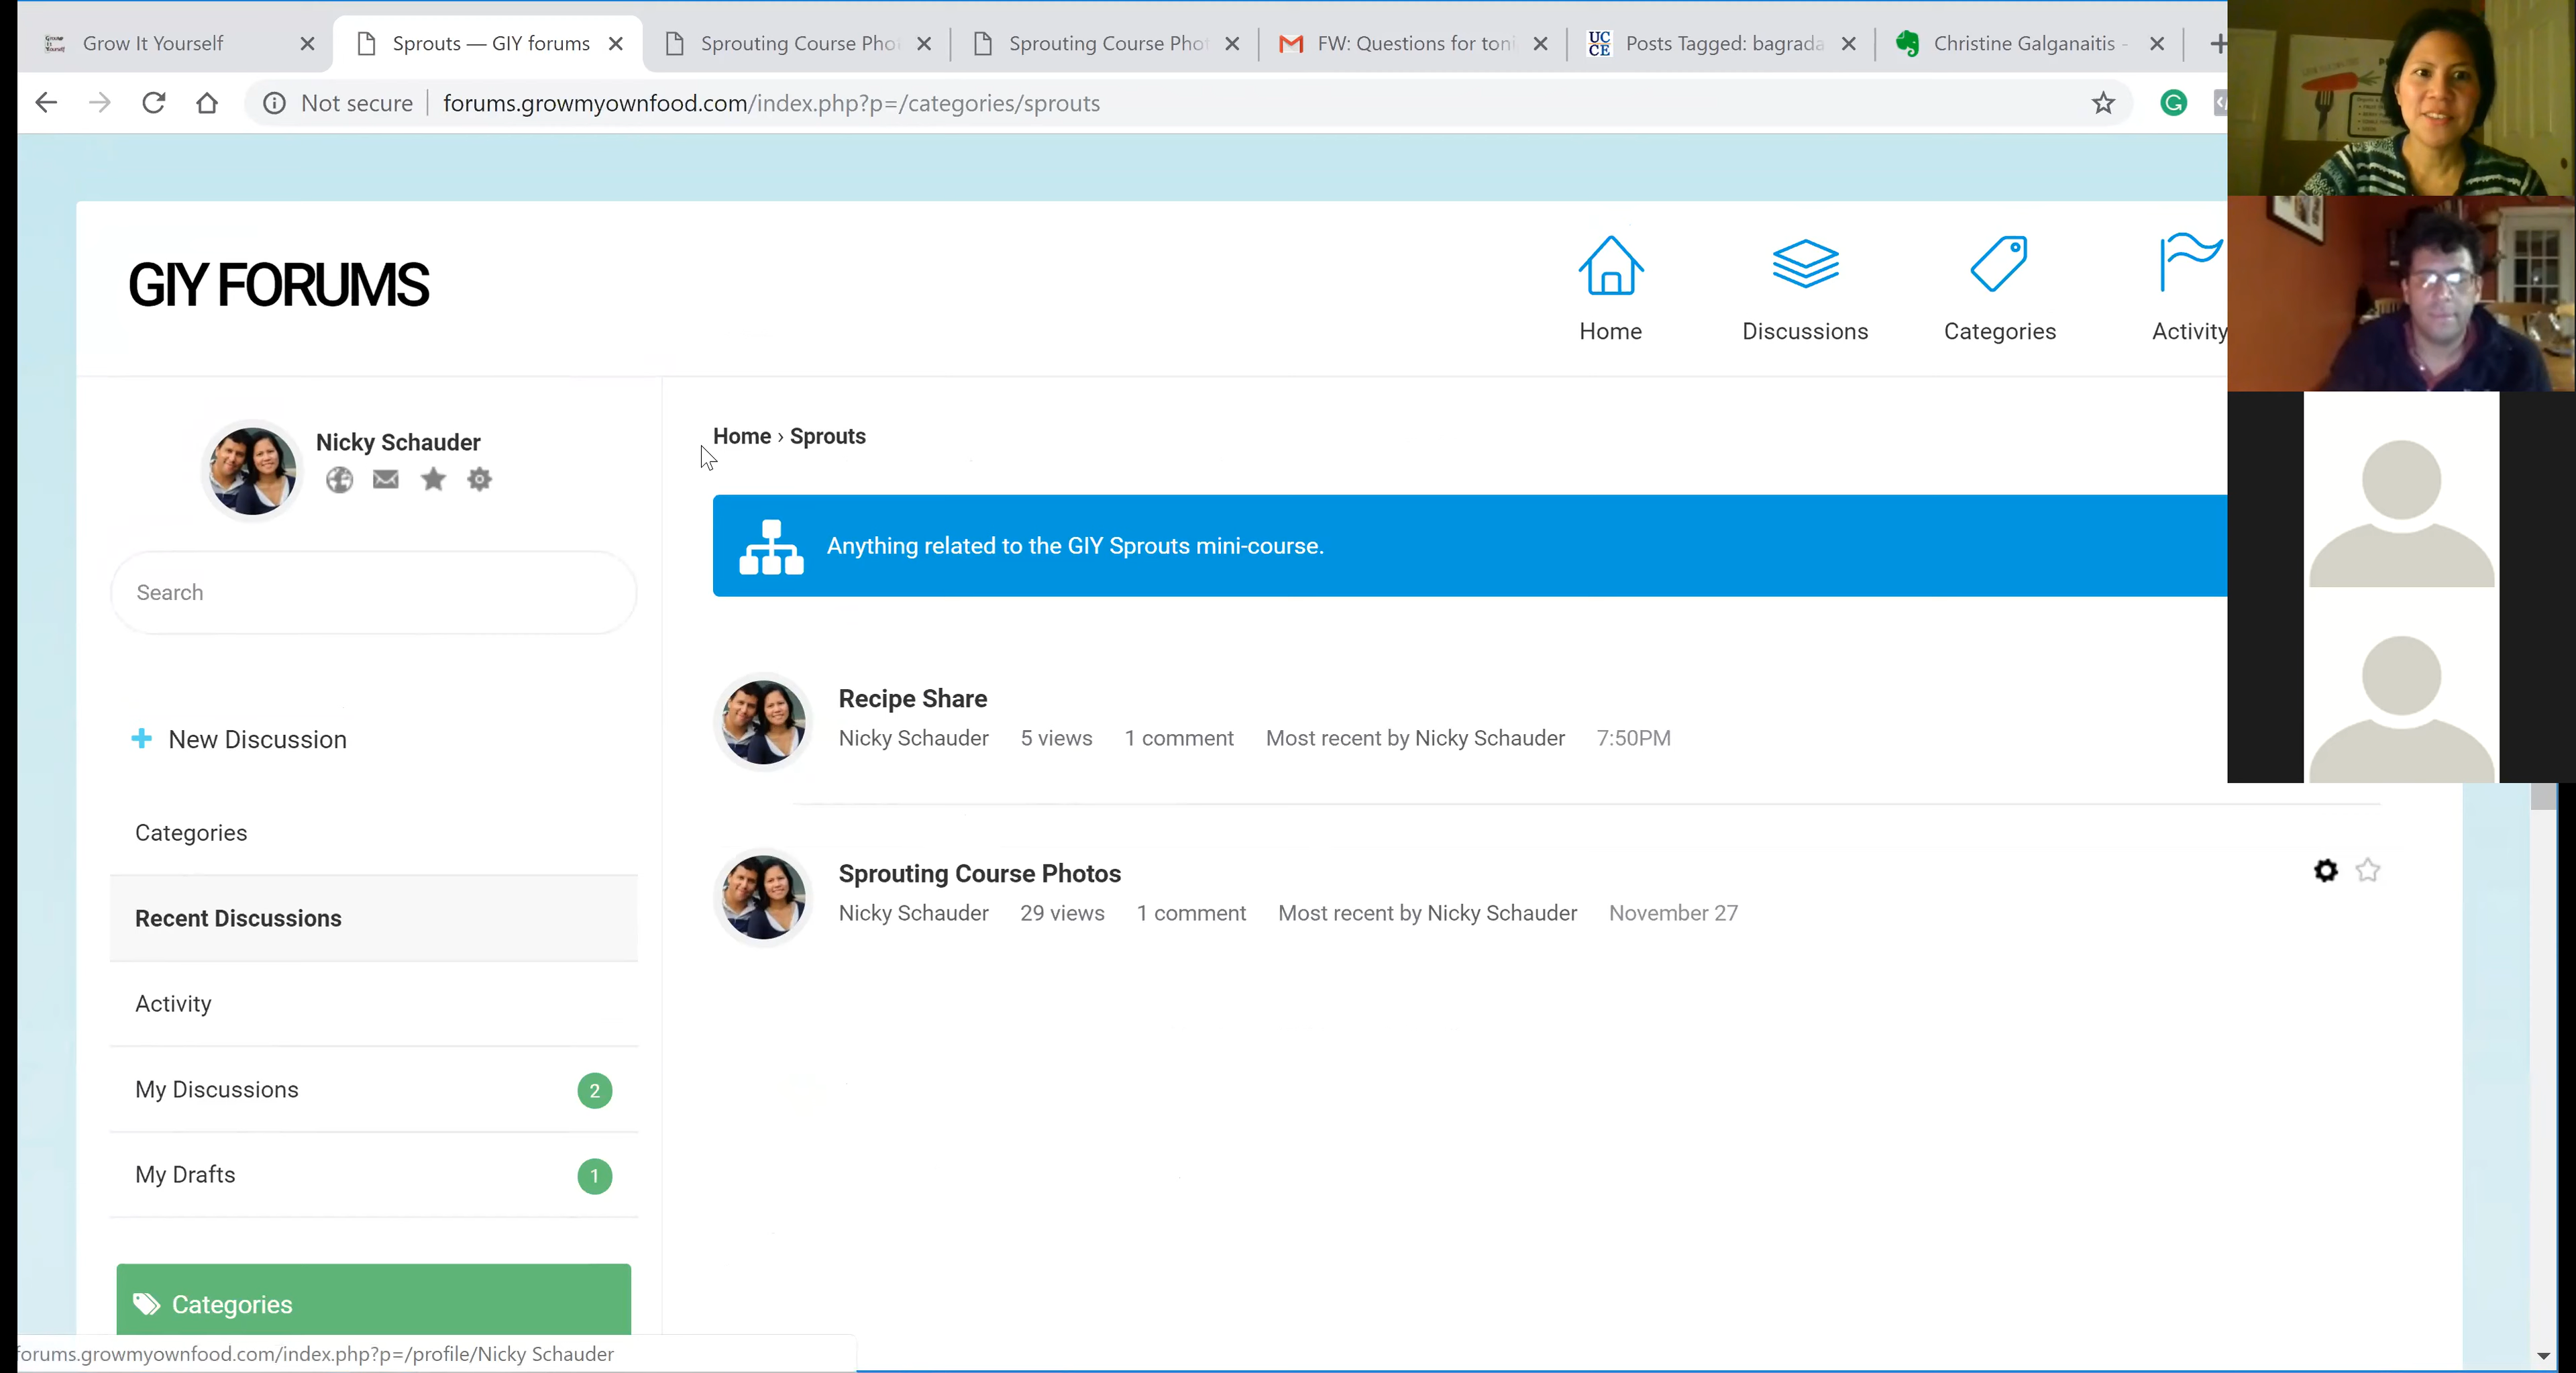 Grow It Yourself
Sprouts — GIY forums
Sprouting Course Pho
Sprouting Course Phot
FW: Questions for toni
UC CE
Posts Tagged: bagrada
Christine Galganaitis -
Not secure
forums.growmyownfood.com/index.php?p=/categories/sprouts
GIY FORUMS
Home
Discussions
Categories
Activity
Nicky Schauder
Home › Sprouts
Anything related to the GIY Sprouts mini-course.
Search
Recipe Share
Nicky Schauder 5 views 1 comment Most recent by Nicky Schauder 7:50PM
New Discussion
Categories
Sprouting Course Photos
Nicky Schauder 29 views 1 comment Most recent by Nicky Schauder November 27
Recent Discussions
Activity
My Discussions 2
My Drafts 1
Categories
forums.growmyownfood.com/index.php?p=/profile/Nicky Schauder